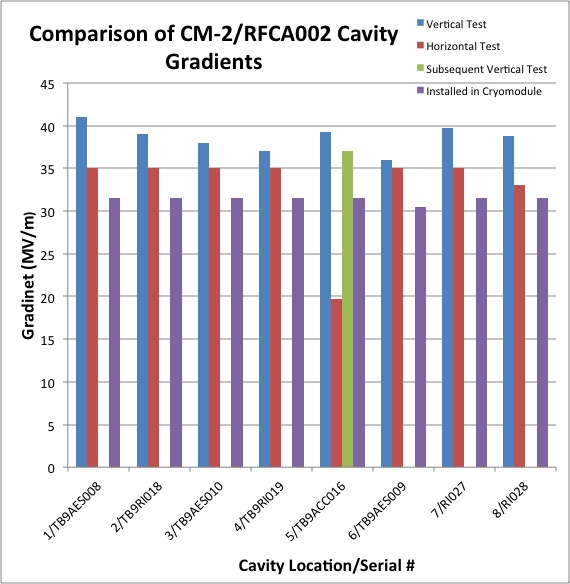 Comparison of CM-2/RFCA002 Cavity
Gradients
Vertical Test
Horizontal Test
Subsequent Vertical Test
Installed in Cryomodule
Gradinet (MV/m)
45
40
35
30
25
20
15
10
5
0
1/TB9AES008
2/TB9RI018
3/TB9AES010
4/TB9RI019
5/TB9ACC016
6/TB9AES009
7/RI027
8/RI028
Cavity Location/Serial #